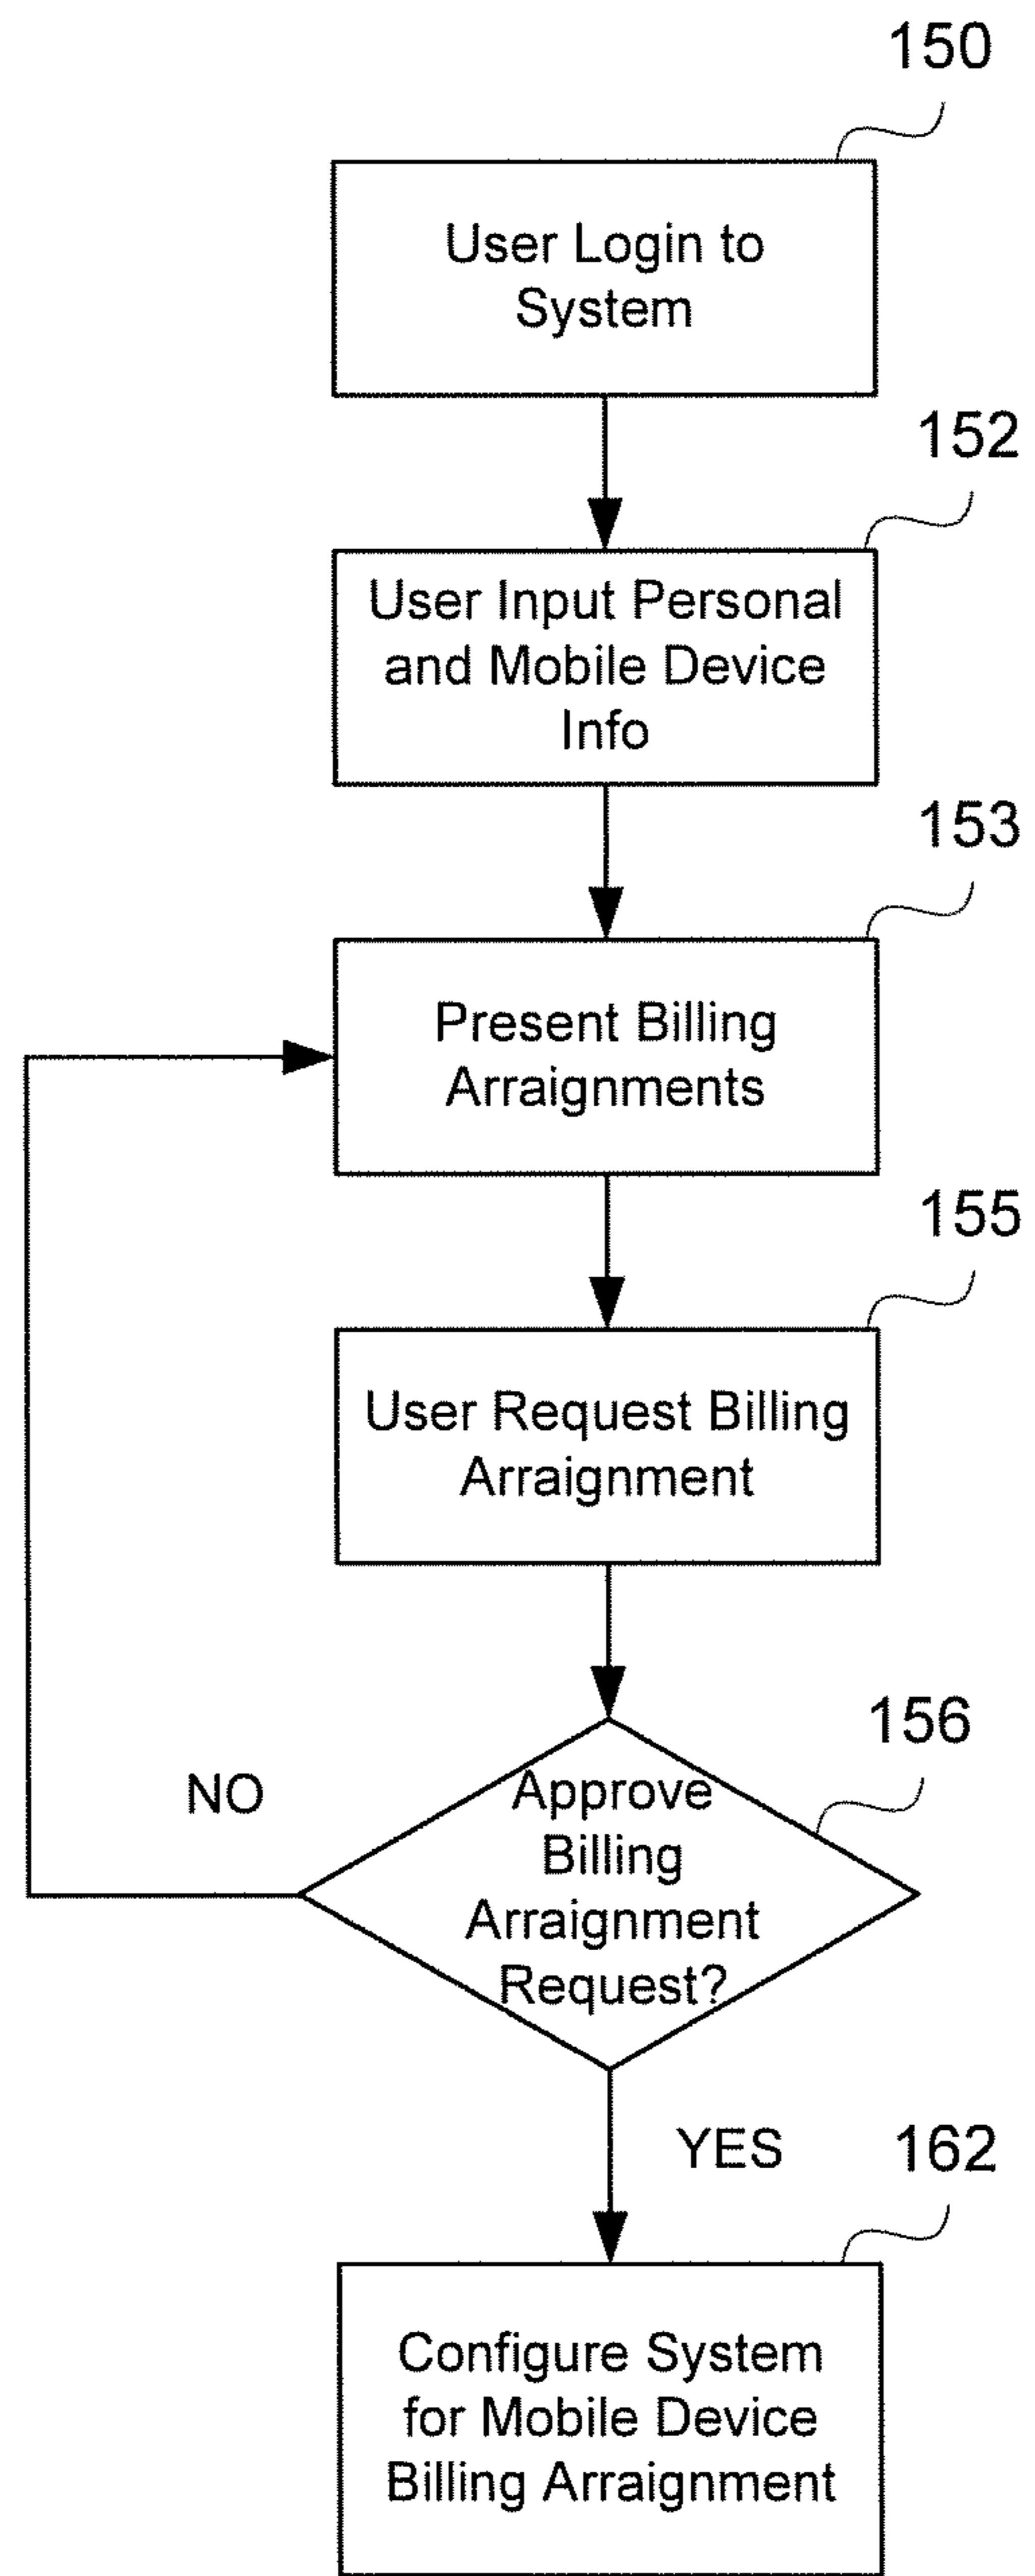 150
User Login to
System
152
User Input Personal
and Mobile Device
Info
153
Present Billing
Arraignments
155
User Request Billing
Arraignment
156
NO
Approve
Billing
Arraignment
Request?
YES
162
Configure System
for Mobile Device
Billing Arraignment